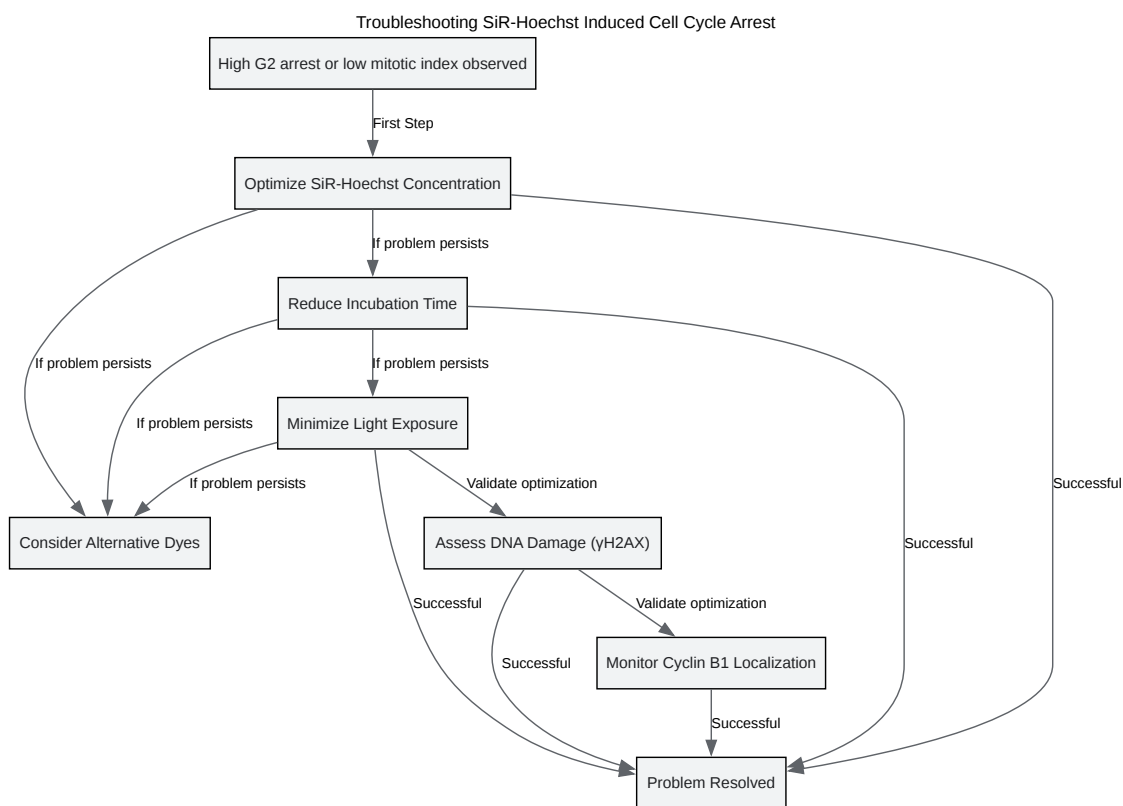 Troubleshooting SiR-Hoechst Induced Cell Cycle Arrest
High G2 arrest or low mitotic index observed
First Step
Optimize SiR-Hoechst Concentration
If problem persists
Reduce Incubation Time
If problem persists
If problem persists
If problem persists
Minimize Light Exposure
If problem persists
Validate optimization
Successful
Consider Alternative Dyes
Assess DNA Damage (γH2AX)
Successful
Successful
Validate optimization
Successful
Monitor Cyclin B1 Localization
Successful
Problem Resolved